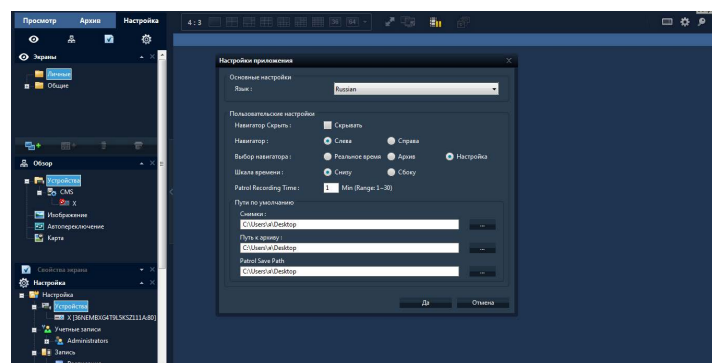 Просмотр Архив Настройка
4:3 36 64
Экраны
Личные
Общие
Обзор
Устройства
CMS
X
Изображение
Автопереключение
Карта
Свойства экрана
Настройка
Настройка
Устройства
X [36NEMBXG4T9L5K5Z111A:80]
Учетные записи
Administrators
Запись
Настройки приложения
Основные настройки
Язык : Russian
Пользовательские настройки
Навигатор Скрыть : Скрывать
Навигатор : Слева Справа
Выбор навигатора : Реальное время Архив Настройка
Шкала времени : Снизу Сбоку
Patrol Recording Time : 1 Min (Range: 1~30)
Пути по умолчанию
Снимки :
C:\Users\я\Desktop ...
Путь к архиву :
C:\Users\я\Desktop ...
Patrol Save Path
C:\Users\я\Desktop ...
Да Отмена